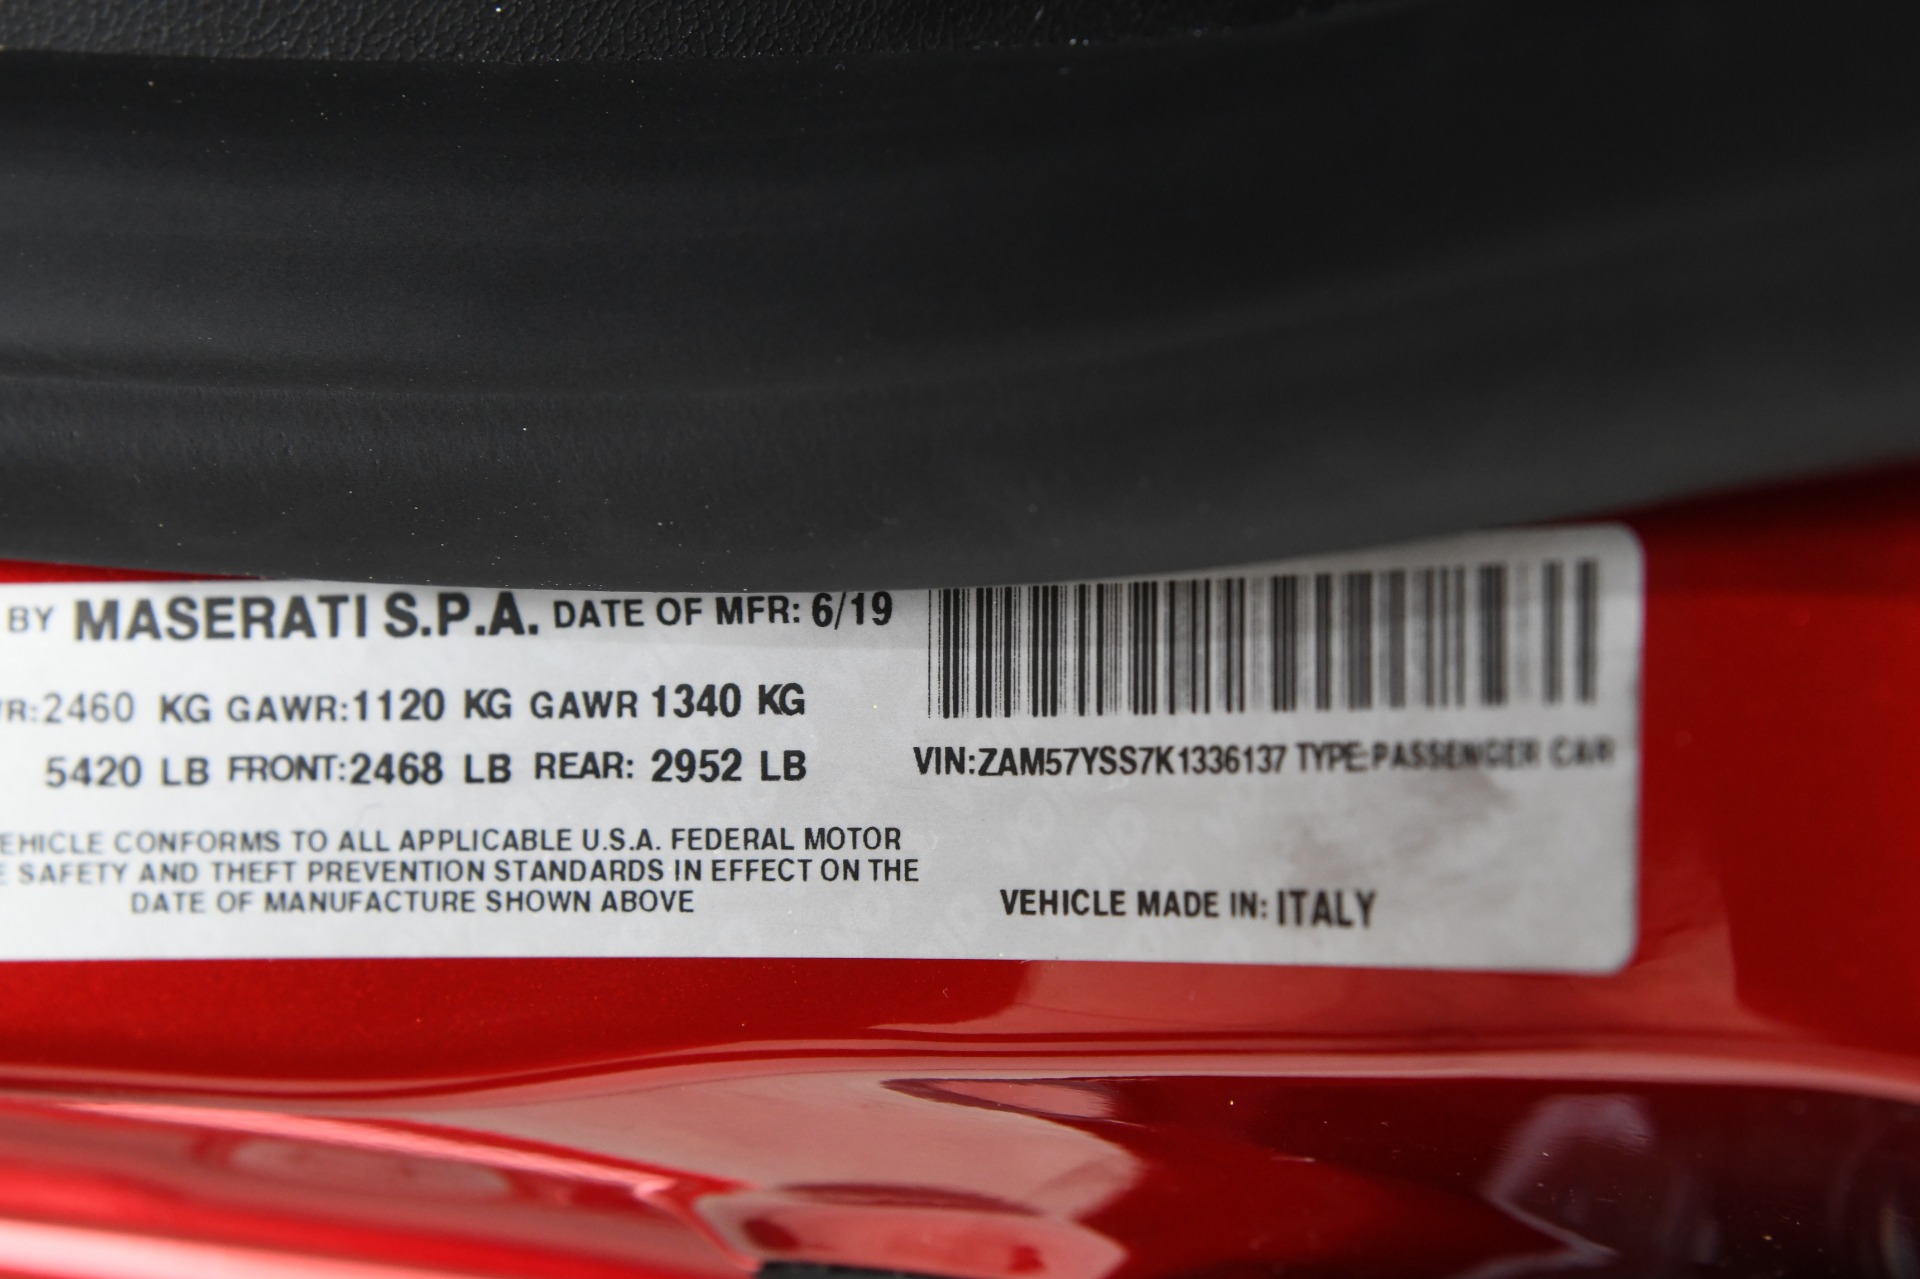 BY MASERATI S.P.A. DATE OF MFR: 6/19
R:2460 KG GAWR:1120 KG GAWR 1340 KG
5420 LB FRONT:2468 LB REAR: 2952 LB
VIN:ZAM57YSS7K1336137 TYPE:PASSENGER CAR
EHICLE CONFORMS TO ALL APPLICABLE U.S.A. FEDERAL MOTOR
E SAFETY AND THEFT PREVENTION STANDARDS IN EFFECT ON THE
DATE OF MANUFACTURE SHOWN ABOVE
VEHICLE MADE IN: ITALY